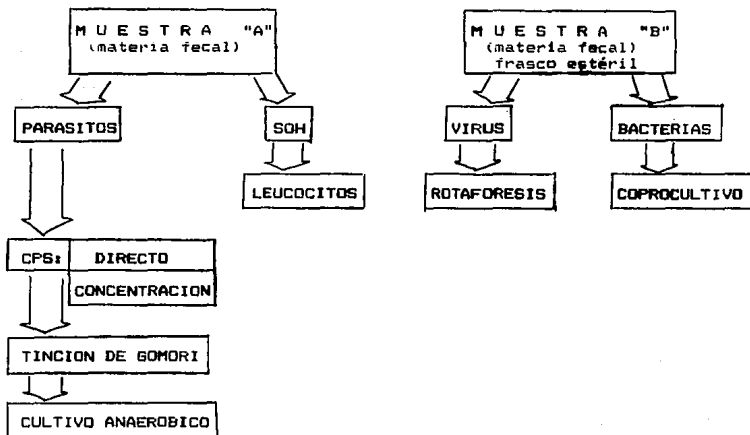 M U E S T R A "A"
(materia fecal)
M U E S T R A "B"
(materia fecal)
frasco estéril
PARASITOS
SOH
VIRUS
BACTERIAS
LEUCOCITOS
ROTAFORESIS
COPROCULTIVO
CPS: DIRECTO
CONCENTRACION
TINCION DE GOMORI
CULTIVO ANAEROBICO